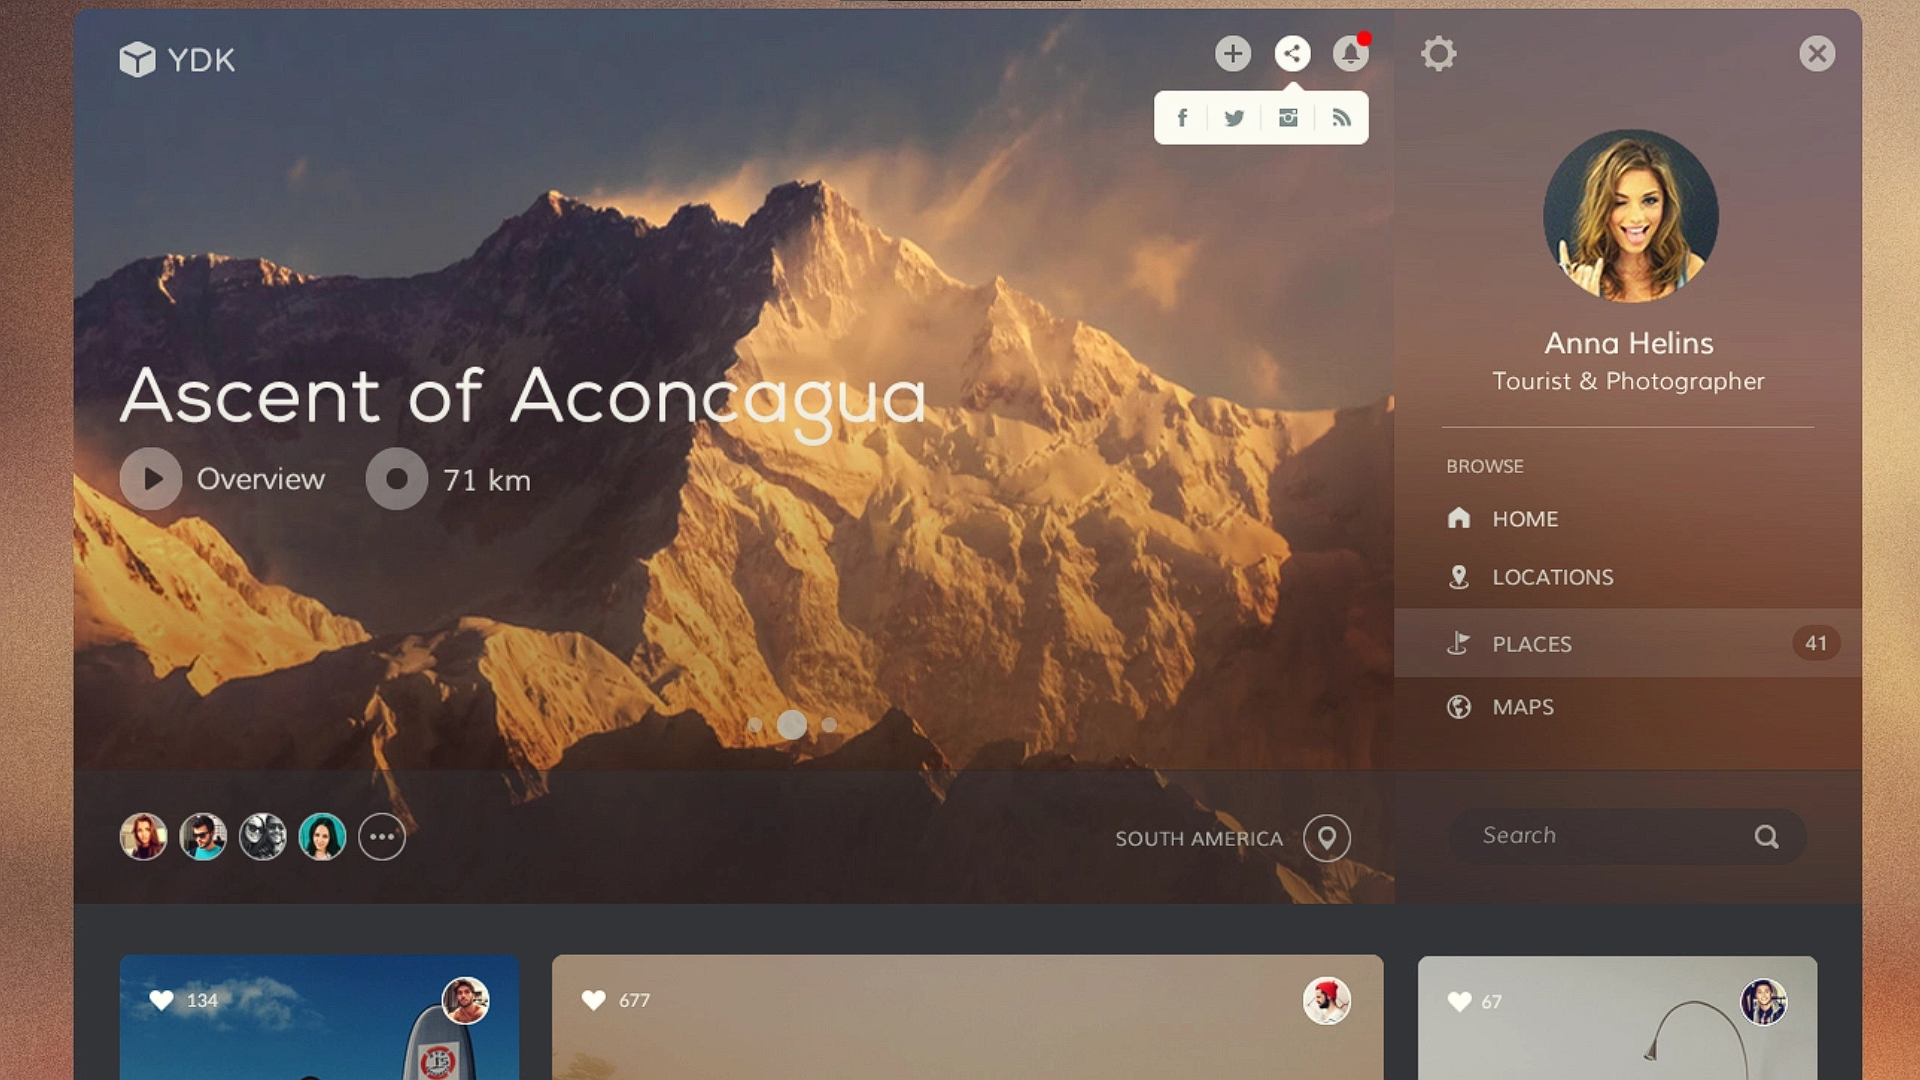 YDK
Ascent of Aconcagua
Overview
71 km
SOUTH AMERICA
Anna Helins
Tourist & Photographer
BROWSE
HOME
LOCATIONS
PLACES
41
MAPS
Search
134
677
67